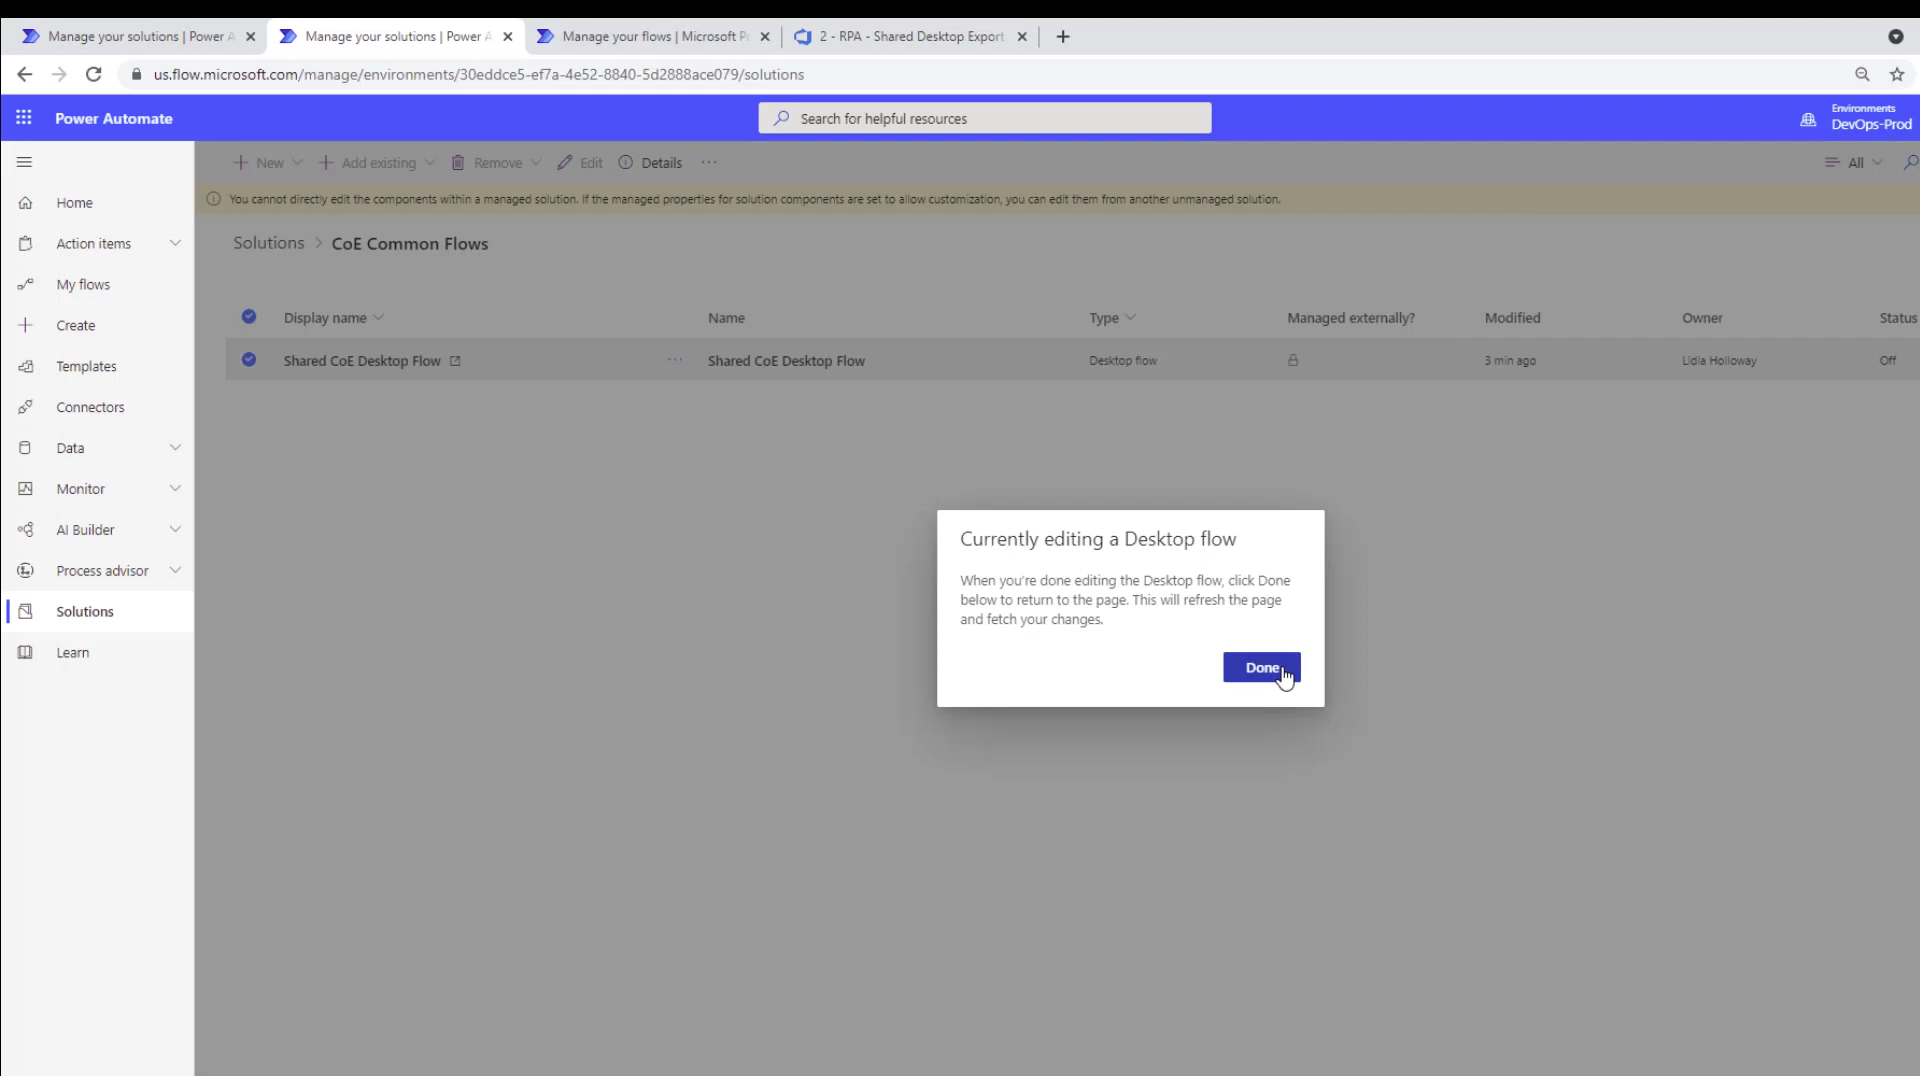 Manage your solutions | Power A
Manage your solutions | Power A
Manage your flows | Microsoft Po
2 - RPA - Shared Desktop Export
us.flow.microsoft.com/manage/environments/30eddce5-ef7a-4e52-8840-5d2888ace079/solutions
Power Automate
Search for helpful resources
Environments
DevOps-Prod
New
Add existing
Remove
Edit
Details
All
You cannot directly edit the components within a managed solution. If the managed properties for solution components are set to allow customization, you can edit them from another unmanaged solution.
Home
Action items
My flows
Create
Templates
Connectors
Data
Monitor
AI Builder
Process advisor
Solutions
Learn
Solutions > CoE Common Flows
Display name Name Type Managed externally? Modified Owner Status
Shared CoE Desktop Flow ... Shared CoE Desktop Flow Desktop flow 3 min ago Lidia Holloway Off
Currently editing a Desktop flow
When you're done editing the Desktop flow, click Done
below to return to the page. This will refresh the page
and fetch your changes.
Done